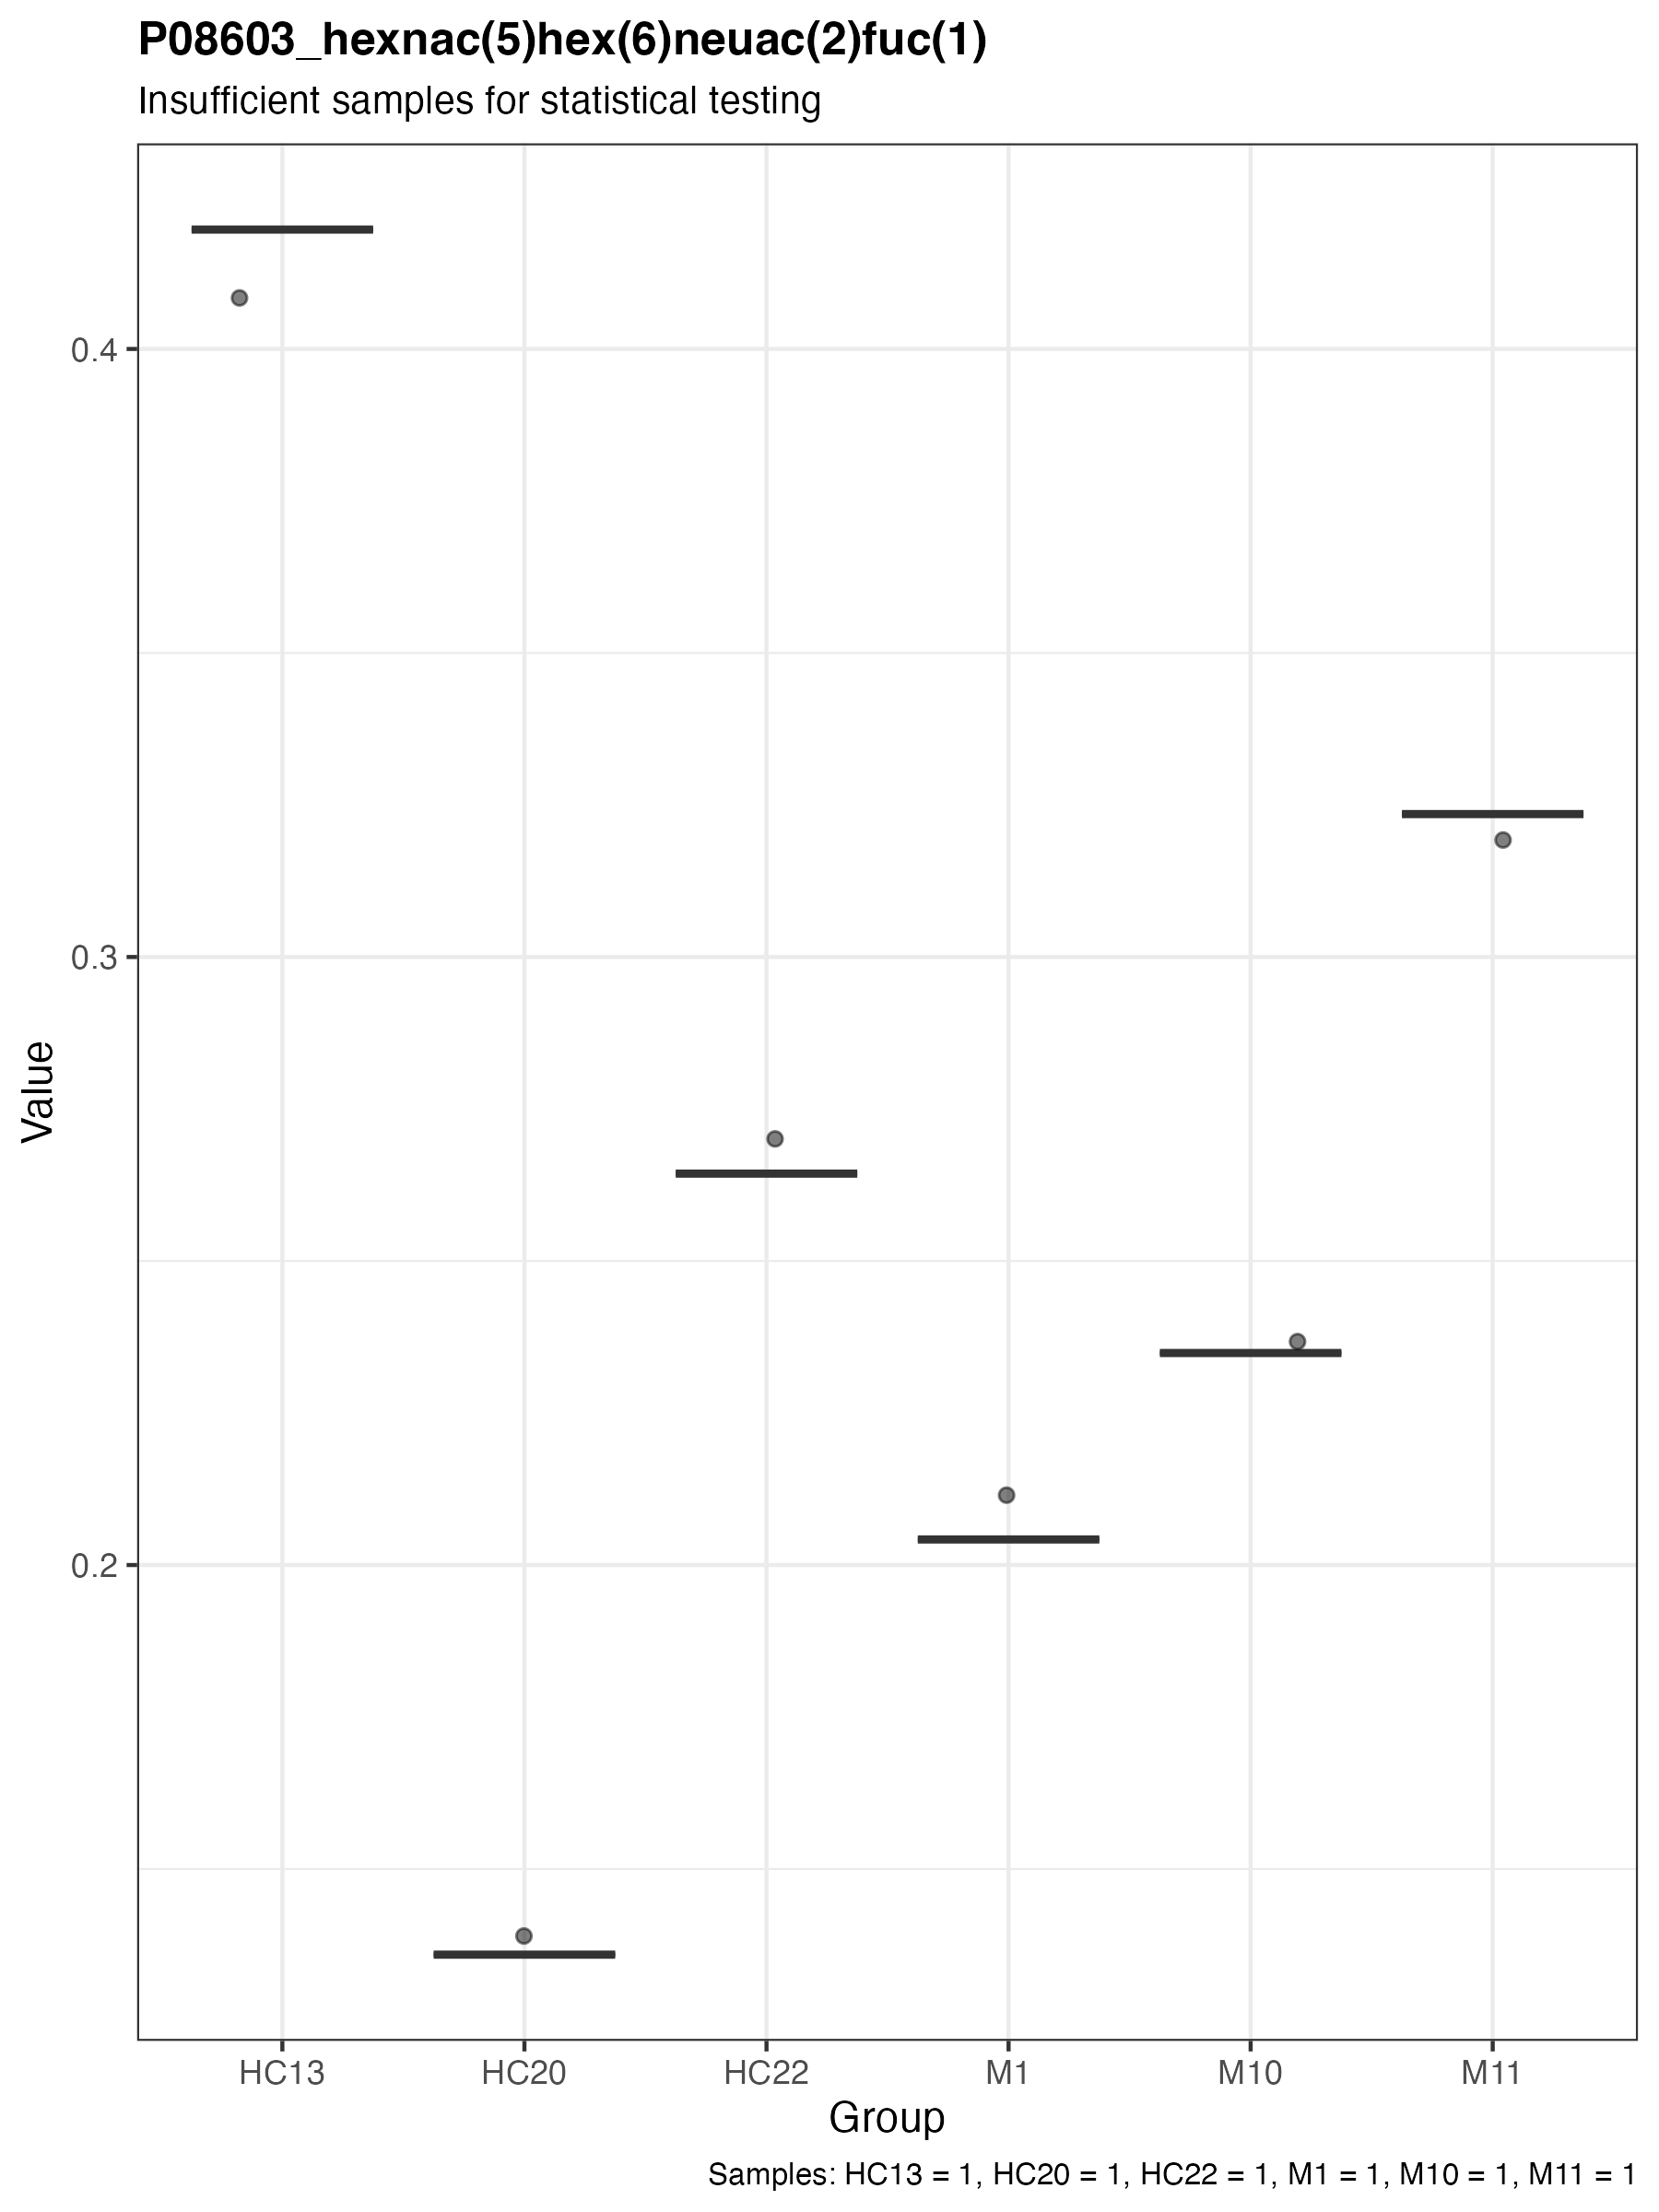 P08603_hexnac(5)hex(6)neuac(2)fuc(1)
Insufficient samples for statistical testing
0.4
0.3
0.2
Value
HC13 HC20 HC22 M1 M10 M11
Group
Samples: HC13 = 1, HC20 = 1, HC22 = 1, M1 = 1, M10 = 1, M11 = 1